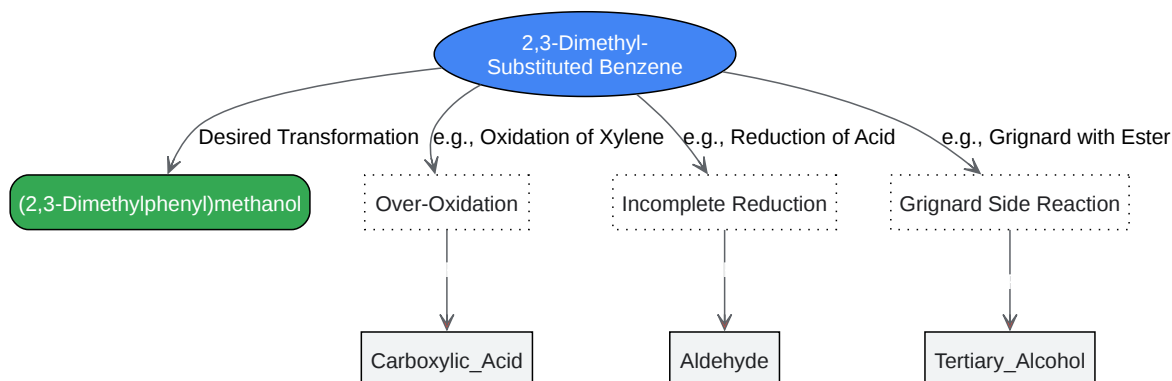 2,3-Dimethyl-
Substituted Benzene
Desired Transformation
e.g., Oxidation of Xylene
e.g., Reduction of Acid
e.g., Grignard with Ester
(2,3-Dimethylphenyl)methanol
Over-Oxidation
Incomplete Reduction
Grignard Side Reaction
Carboxylic_Acid
Aldehyde
Tertiary_Alcohol